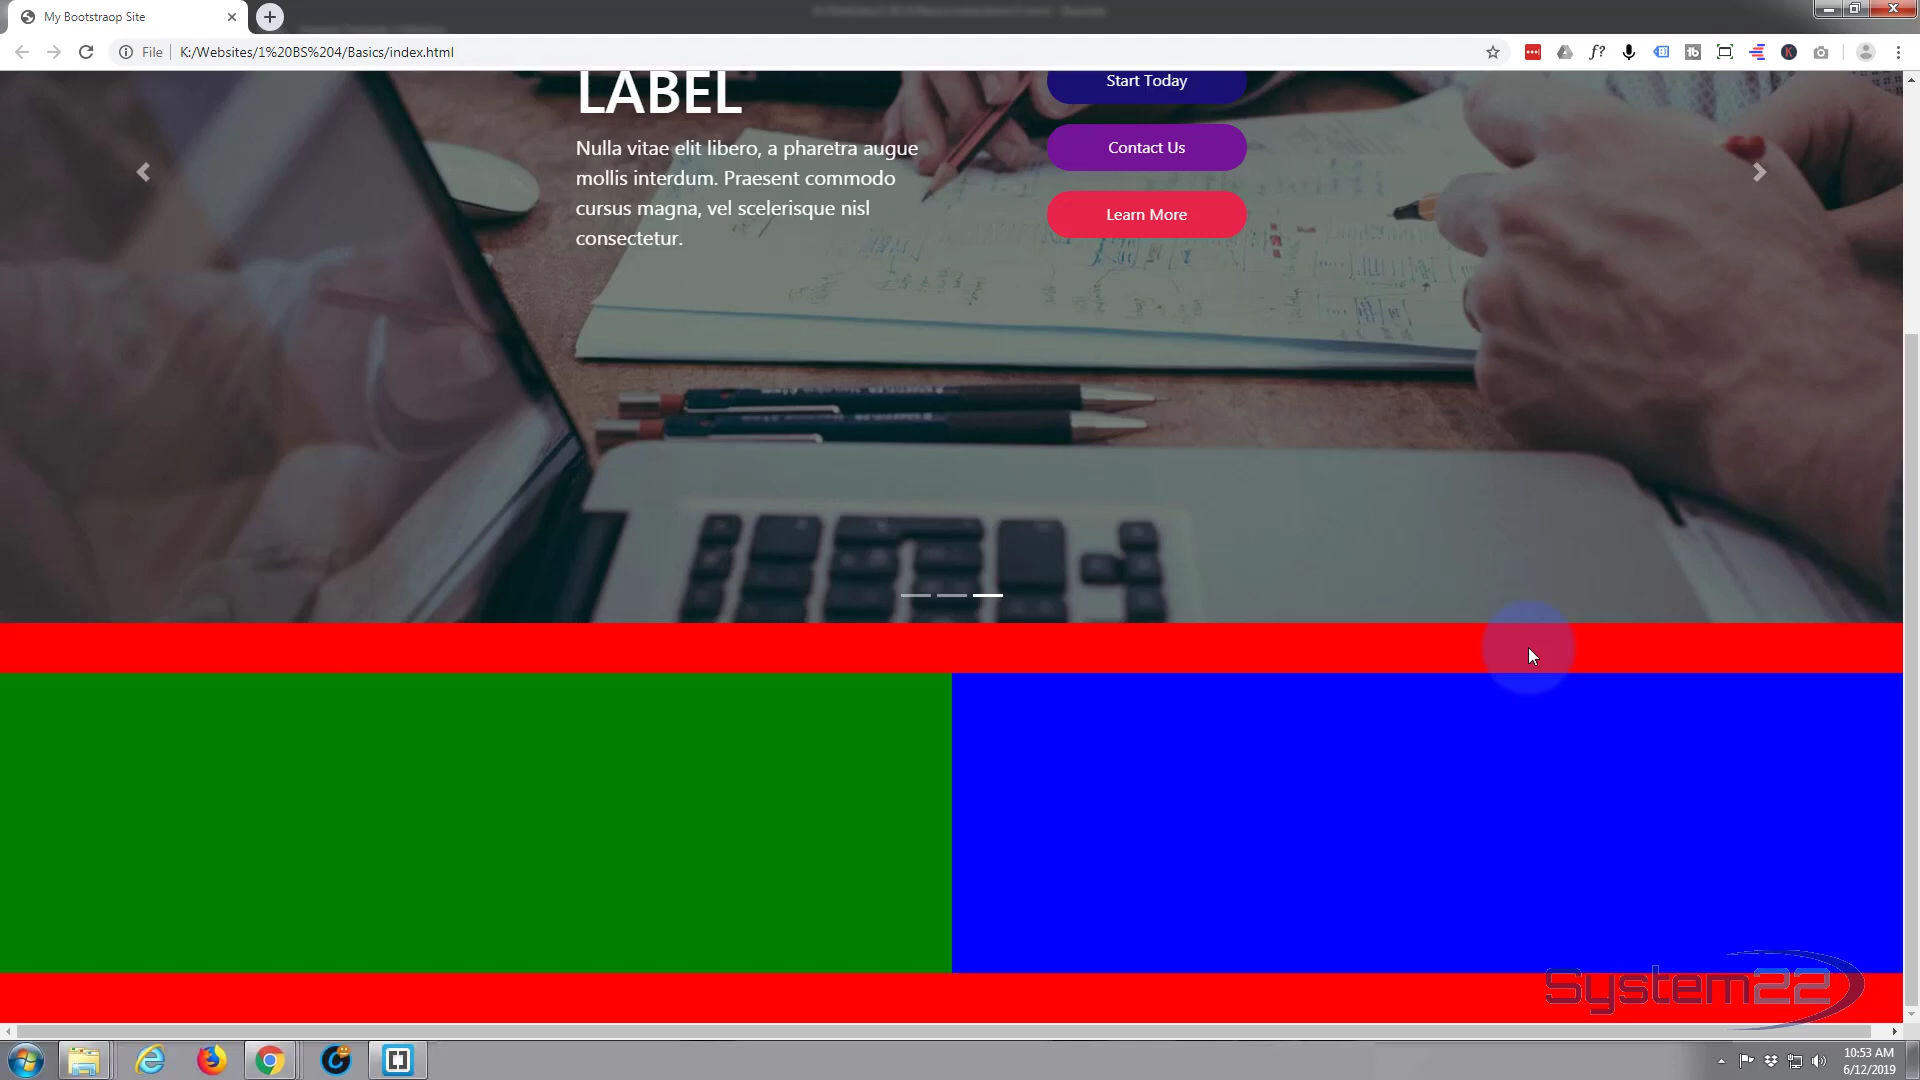 My Bootstraop Site
File
K:/Websites/1%20BS%204/Basics/index.html
f?
K
LABEL
Nulla vitae elit libero, a pharetra augue
mollis interdum. Praesent commodo
cursus magna, vel scelerisque nisl
consectetur.
Start Today
Contact Us
Learn More
System22
10:53 AM
6/12/2019